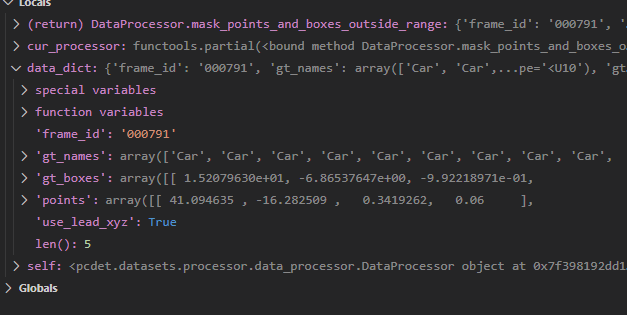 Locals
(return) DataProcessor.mask_points_and_boxes_outside_range: {'frame_id': '000791', '
cur_processor: functools.partial(<bound method DataProcessor.mask_points_and_boxes_o
data_dict: {'frame_id': '000791', 'gt_names': array(['Car', 'Car',...pe='<U10'), 'gt
special variables
function variables
'frame_id': '000791'
'gt_names': array(['Car', 'Car', 'Car', 'Car', 'Car', 'Car', 'Car', 'Car', 'Car',
'gt_boxes': array([[ 1.52079630e+01, -6.86537647e+00, -9.92218971e-01,
'points': array([[ 41.094635 , -16.282509 , 0.3419262, 0.06 ],
'use_lead_xyz': True
len(): 5
self: <pcdet.datasets.processor.data_processor.DataProcessor object at 0x7f398192dd1
Globals